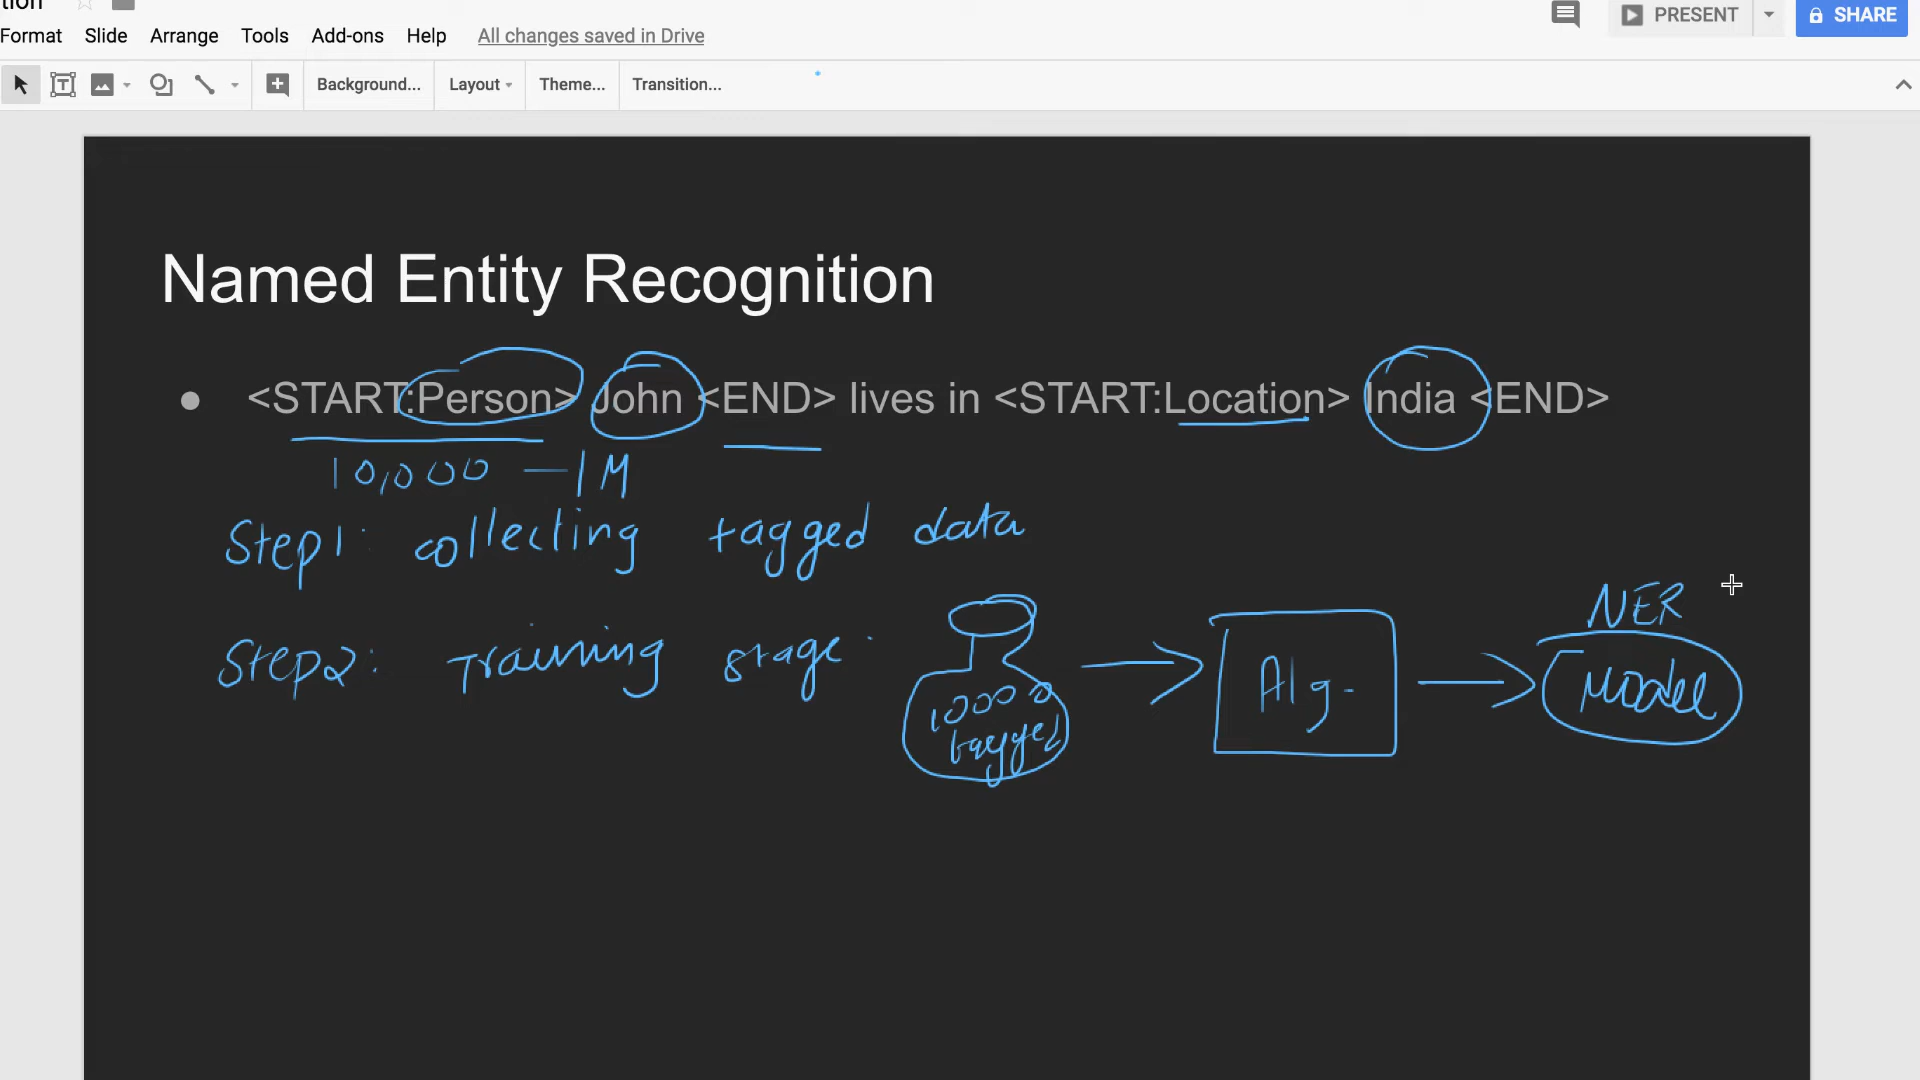 tion
PRESENT
SHARE
Format Slide Arrange Tools Add-ons Help All changes saved in Drive
Background... Layout Theme... Transition...
Named Entity Recognition
● <START:Person> John <END> lives in <START:Location> India <END>
10,000 — 1M
Step1: collecting tagged data
Step2: Training stage:
10000
tagged
Alg.
NER
Model